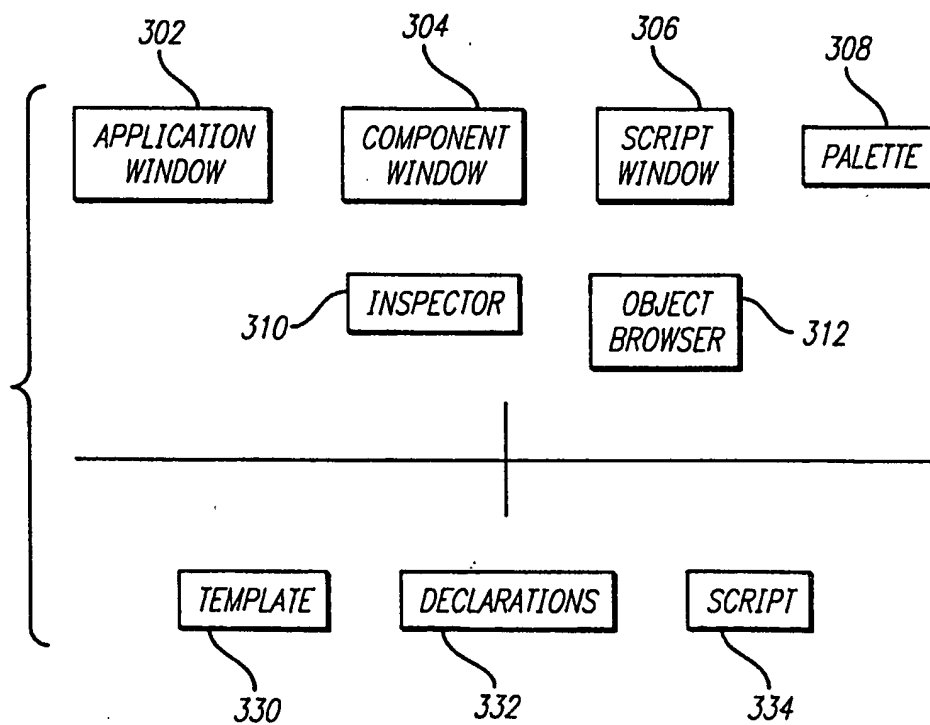 302
304
306
308
APPLICATION
WINDOW
COMPONENT
WINDOW
SCRIPT
WINDOW
PALETTE
310
INSPECTOR
OBJECT
BROWSER
312
TEMPLATE
DECLARATIONS
SCRIPT
330
332
334